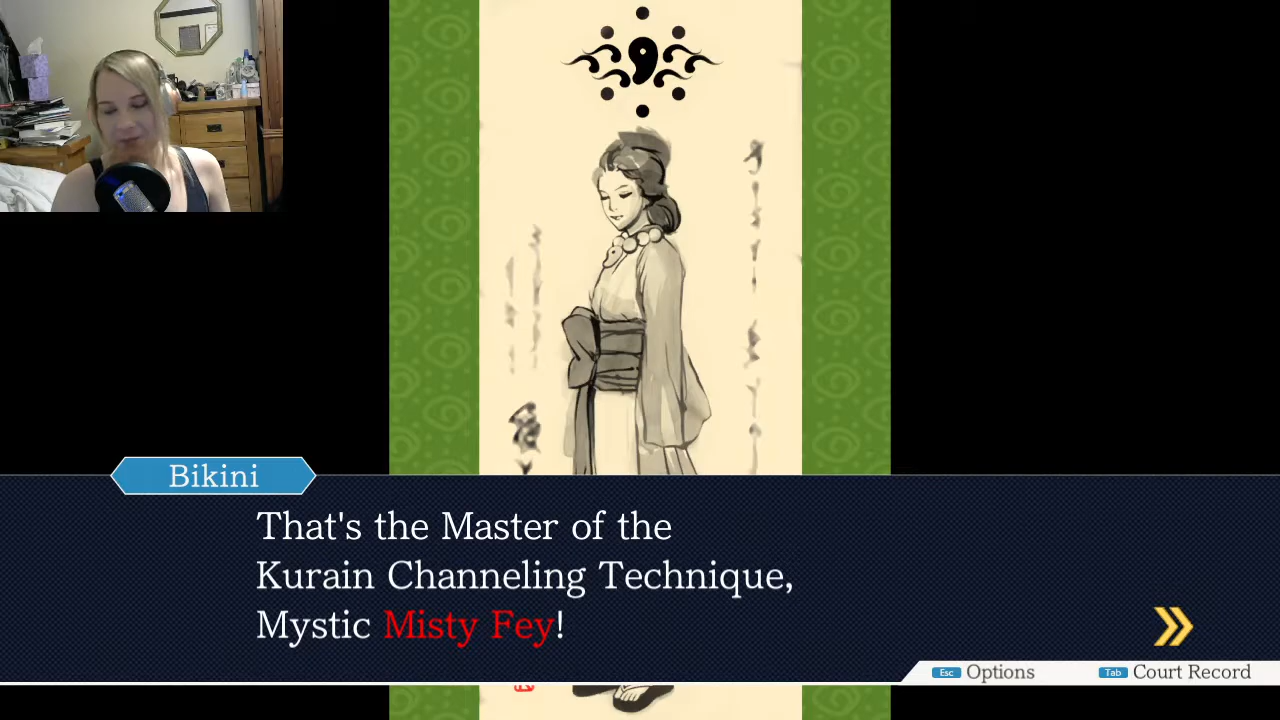 Bikini
That's the Master of the
Kurain Channeling Technique,
Mystic Misty Fey!
Esc Options
Tab Court Record